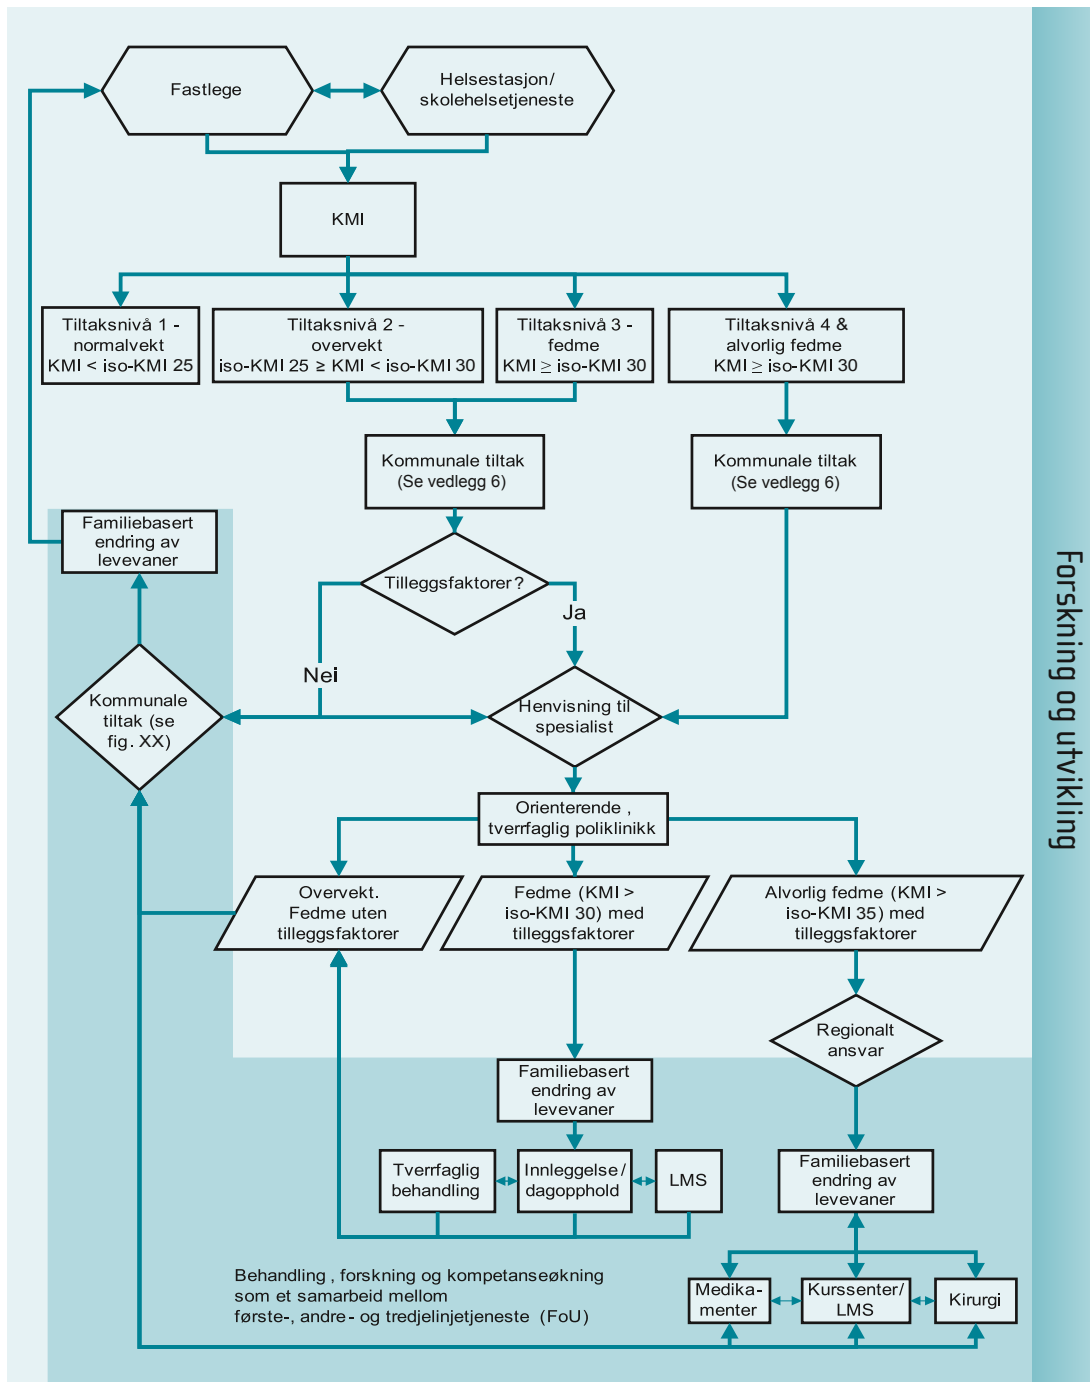 Fastlege
Helsestasjon/
skolehelsetjeneste
KMI
Tiltaksnivå 1 -
normalvekt
KMI < iso-KMI 25
Tiltaksnivå 2 -
overvekt
iso-KMI 25 ≥ KMI < iso-KMI 30
Tiltaksnivå 3 -
fedme
KMI ≥ iso-KMI 30
Tiltaksnivå 4 &
alvorlig fedme
KMI ≥ iso-KMI 30
Kommunale tiltak
(Se vedlegg 6)
Kommunale tiltak
(Se vedlegg 6)
Familiebasert
endring av
levevaner
Tilleggsfaktorer?
Ja
Nei
Kommunale
tiltak (se
fig. XX)
Henvisning til
spesialist
Orienterende ,
tverrfaglig poliklinikk
Overvekt.
Fedme uten
tilleggsfaktorer
Fedme (KMI >
iso-KMI 30) med
tilleggsfaktorer
Alvorlig fedme (KMI >
iso-KMI 35) med
tilleggsfaktorer
Regionalt
ansvar
Familiebasert
endring av
levevaner
Tverrfaglig
behandling
Innleggelse/
dagopphold
LMS
Familiebasert
endring av
levevaner
Medika-
menter
Kurssenter/
LMS
Kirurgi
Behandling , forskning og kompetanseøkning
som et samarbeid mellom
første-, andre- og tredjelinjetjeneste (FoU)
Forskning og utvikling